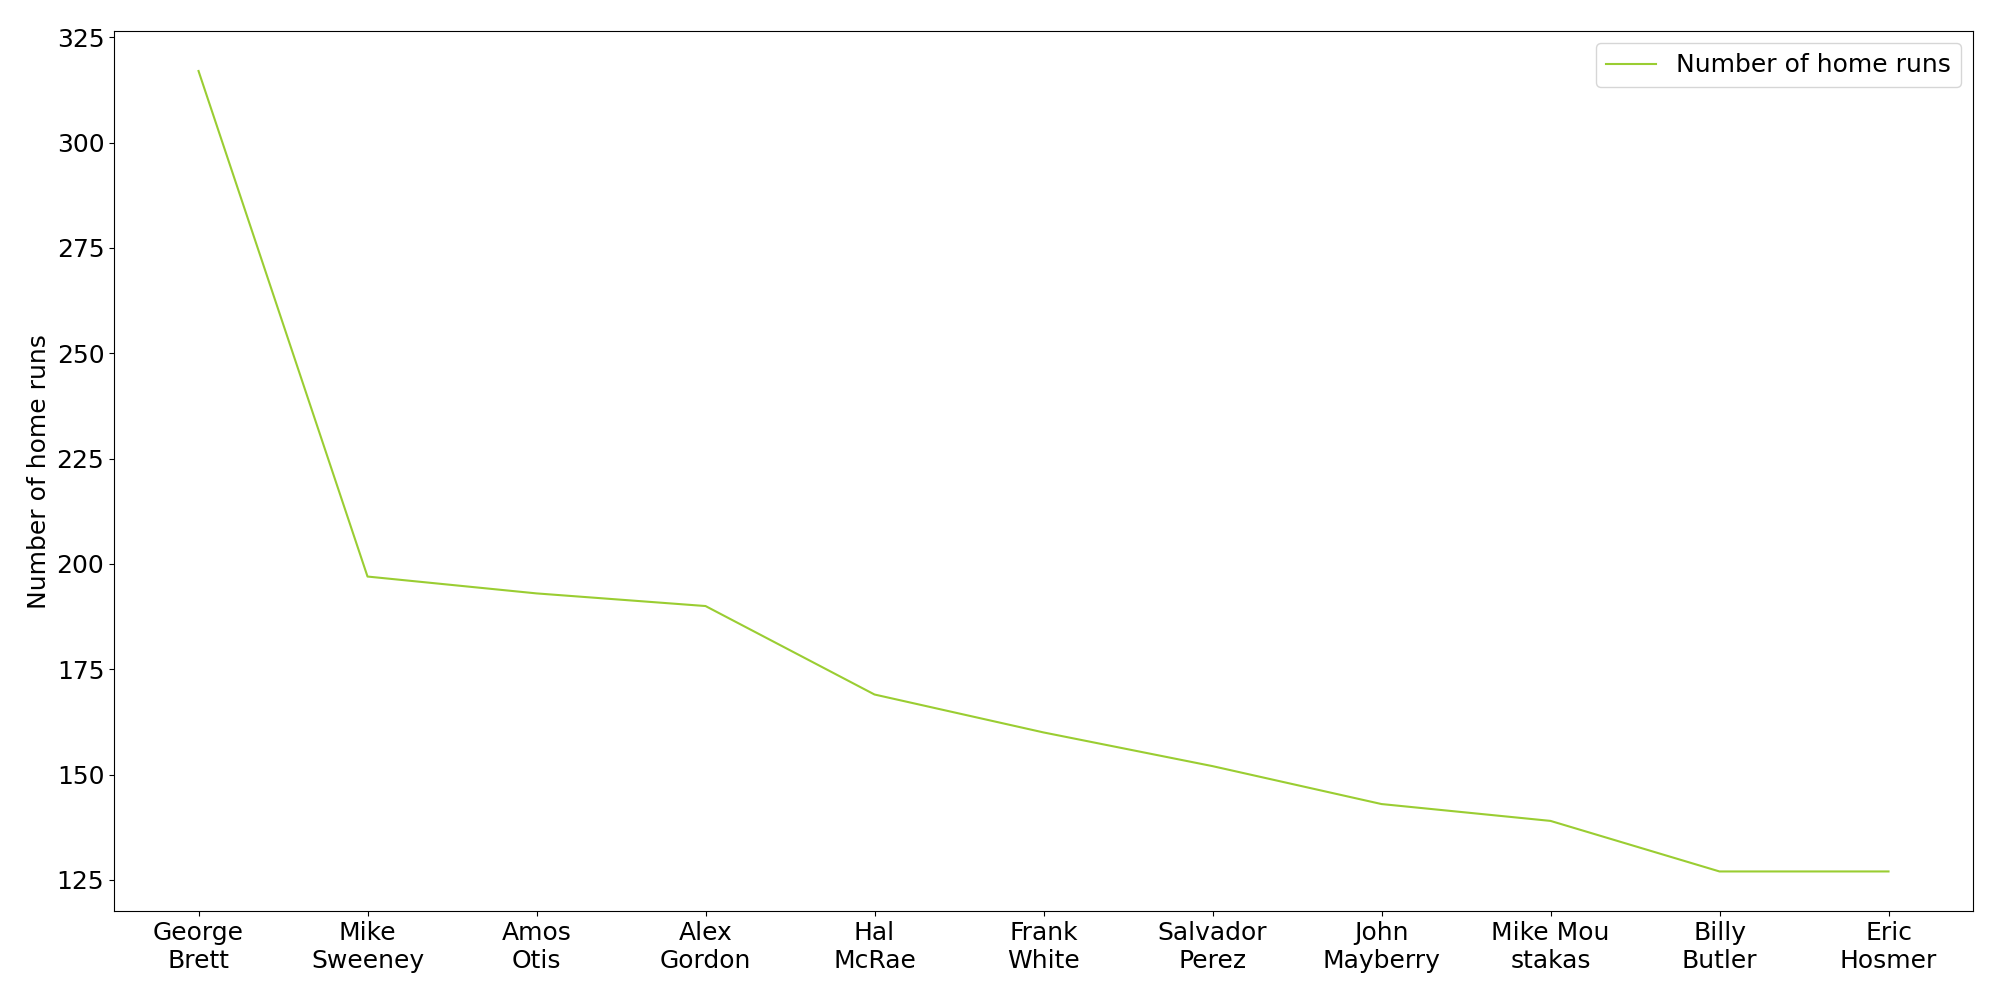 325
300
275
250
225
200
175
150
125
Number of home runs
Number of home runs
George
Brett
Mike
Sweeney
Amos
Otis
Alex
Gordon
Hal
McRae
Frank
White
Salvador
Perez
John
Mayberry
Mike Mou
stakas
Billy
Butler
Eric
Hosmer